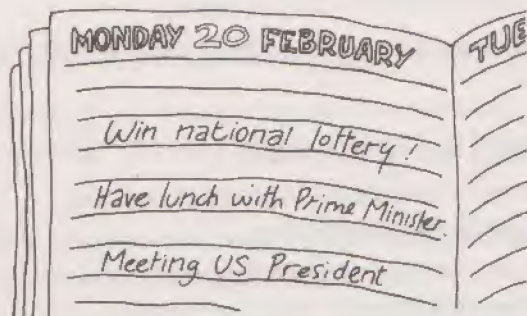 MONDAY 20 FEBRUARY
Win national lottery!
Have lunch with Prime Minister.
Meeting US President
TUE